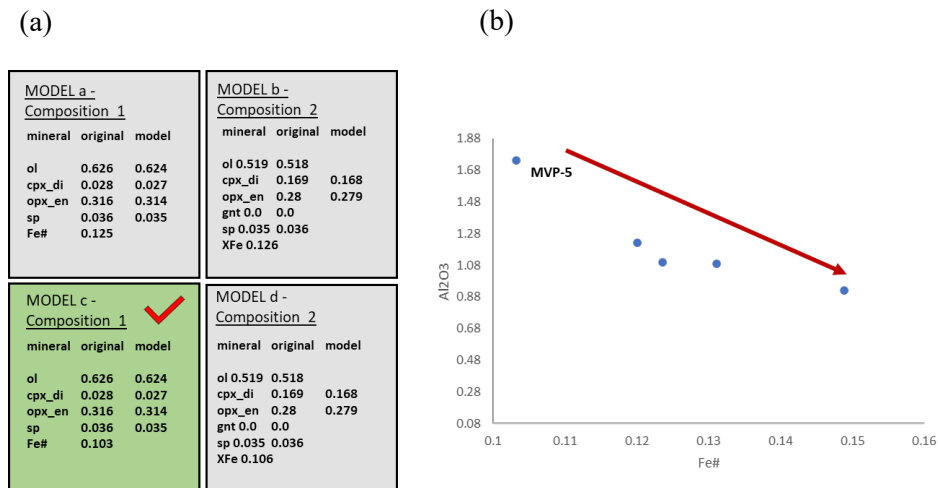 (a)
(b)
MODEL a -
Composition 1
mineral original model
ol 0.626 0.624
cpx_di 0.028 0.027
opx_en 0.316 0.314
sp 0.036 0.035
Fe# 0.125
MODEL b -
Composition 2
mineral original model
ol 0.519 0.518
cpx_di 0.169 0.168
opx_en 0.28 0.279
gnt 0.0 0.0
sp 0.035 0.036
XFe 0.126
MODEL c -
Composition 1
mineral original model
ol 0.626 0.624
cpx_di 0.028 0.027
opx_en 0.316 0.314
sp 0.036 0.035
Fe# 0.103
MODEL d -
Composition 2
mineral original model
ol 0.519 0.518
cpx_di 0.169 0.168
opx_en 0.28 0.279
gnt 0.0 0.0
sp 0.035 0.036
XFe 0.106
Al2O3
1.88
1.68
1.48
1.28
1.08
0.88
0.68
0.48
0.28
0.08
MVP-5
0.1 0.11 0.12 0.13 0.14 0.15 0.16
Fe#